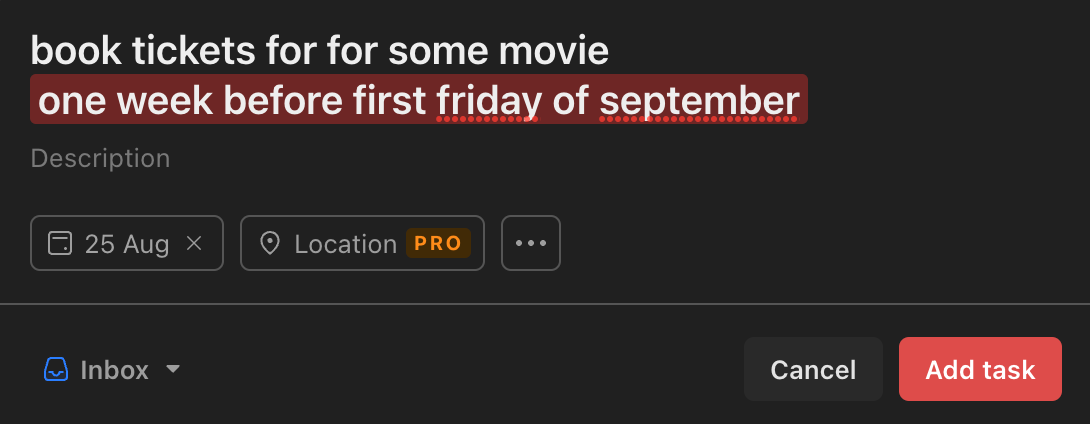 book tickets for for some movie
one week before first friday of september
Description
25 Aug
Location PRO
Inbox
Cancel
Add task